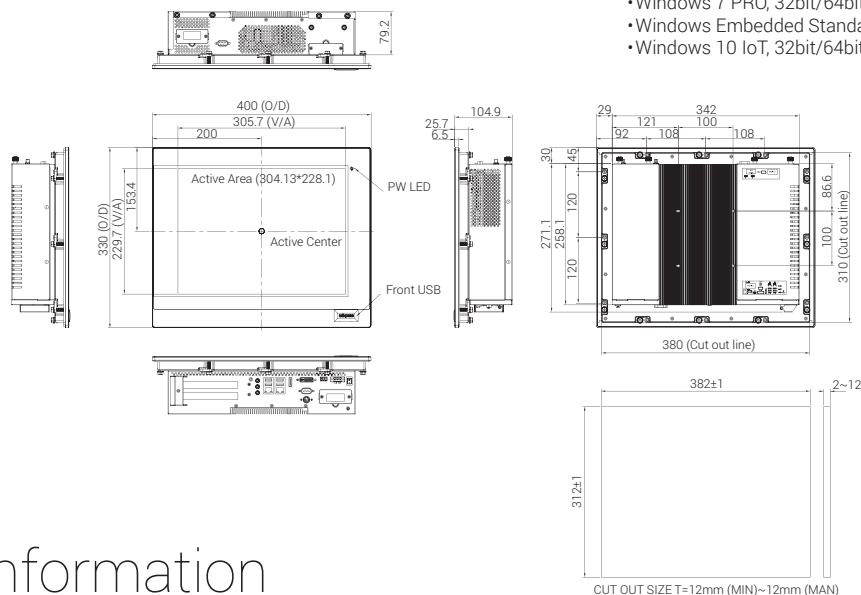 •Windows 7 PRO, 32bit/64bit
•Windows Embedded Standa
•Windows 10 IoT, 32bit/64bit
79.2
400 (O/D)
305.7 (V/A)
200
153.4
330 (O/D)
229.7 (V/A)
Active Area (304.13*228.1)
Active Center
PW LED
Front USB
104.9
25.7
6.5
29
342
121
100
92
108
108
30
45
120
120
271.1
258.1
86.6
100
310 (Cut out line)
380 (Cut out line)
382±1
2~12
312±1
CUT OUT SIZE T=12mm (MIN)~12mm (MAN)
nformation